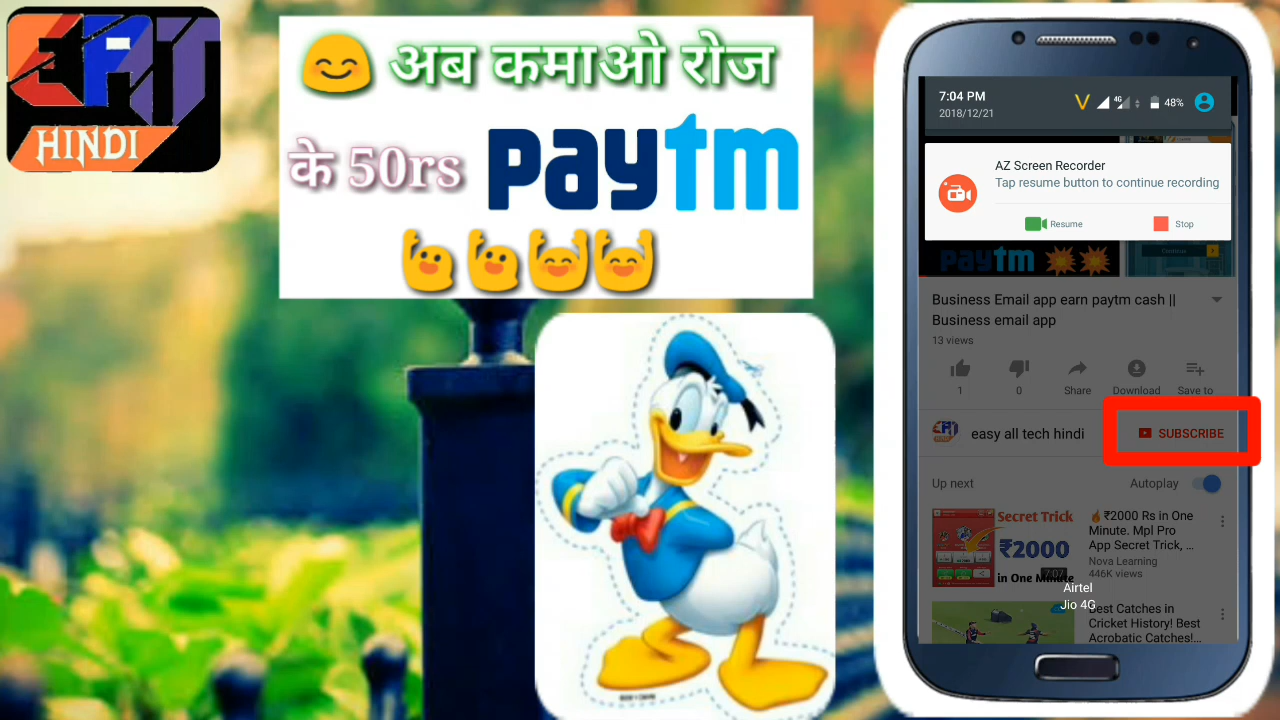 EAT
HINDI
😊 अब कमाओ रोज
के 50rs paytm
7:04 PM
2018/12/21
4G
48%
AZ Screen Recorder
Tap resume button to continue recording
Resume
Stop
paytm
Continue
Business Email app earn paytm cash ||
Business email app
13 views
1
0
Share
Download
Save to
easy all tech hindi
SUBSCRIBE
Up next
Autoplay
Secret Trick
₹2000
in One Minute
7:07
🔥₹2000 Rs in One
Minute. Mpl Pro
App Secret Trick, ...
Nova Learning
446K views
Airtel
Jio 4G
Best Catches in
Cricket History! Best
Acrobatic Catches!...